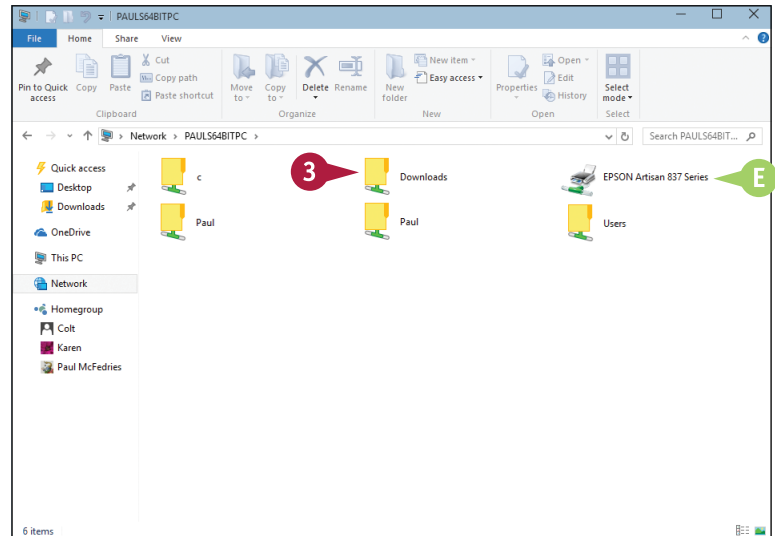 PAULS64BITPC
File Home Share View
Pin to Quick access
Copy
Paste
Cut
Copy path
Paste shortcut
Clipboard
Move to
Copy to
Delete
Rename
Organize
New folder
New item
Easy access
New
Properties
Open
Edit
History
Open
Select mode
Select
Network > PAULS64BITPC >
Search PAULS64BIT...
Quick access
Desktop
Downloads
OneDrive
This PC
Network
Homegroup
Colt
Karen
Paul McFedries
c
3
Downloads
EPSON Artisan 837 Series
E
Paul
Paul
Users
6 items